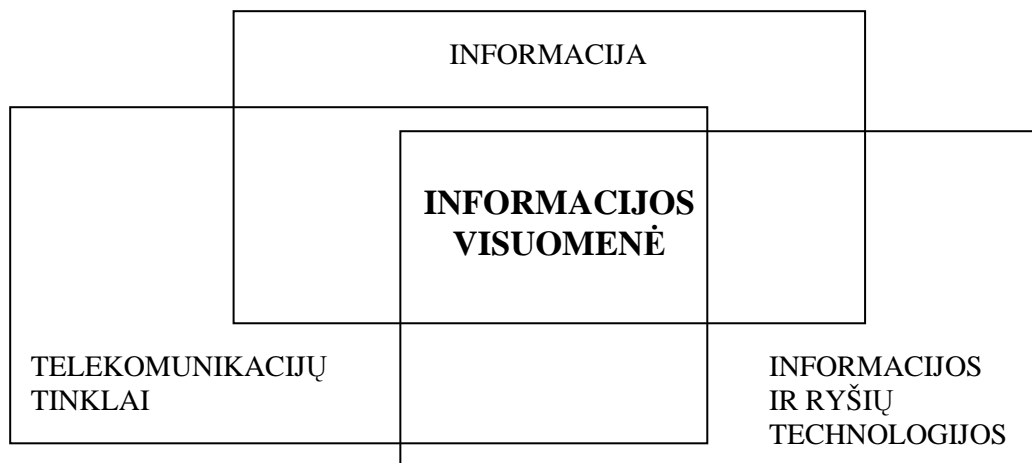 INFORMACIJA
INFORMACIJOS
VISUOMENĖ
TELEKOMUNIKACIJŲ
TINKLAI
INFORMACIJOS
IR RYŠIŲ
TECHNOLOGIJOS